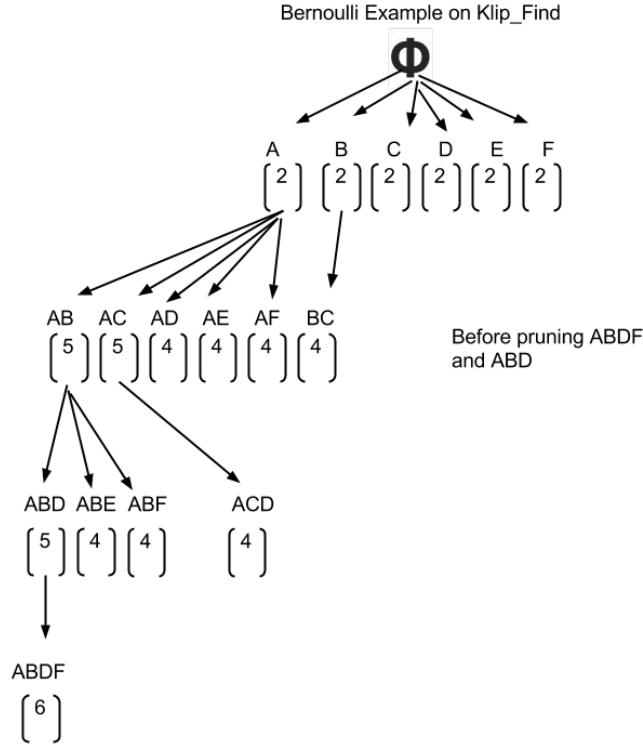 Bernoulli Example on Klip_Find
Φ
A B C D E F
2 2 2 2 2 2
AB AC AD AE AF BC
5 5 4 4 4 4
Before pruning ABDF
and ABD
ABD ABE ABF ACD
5 4 4 4
ABDF
6